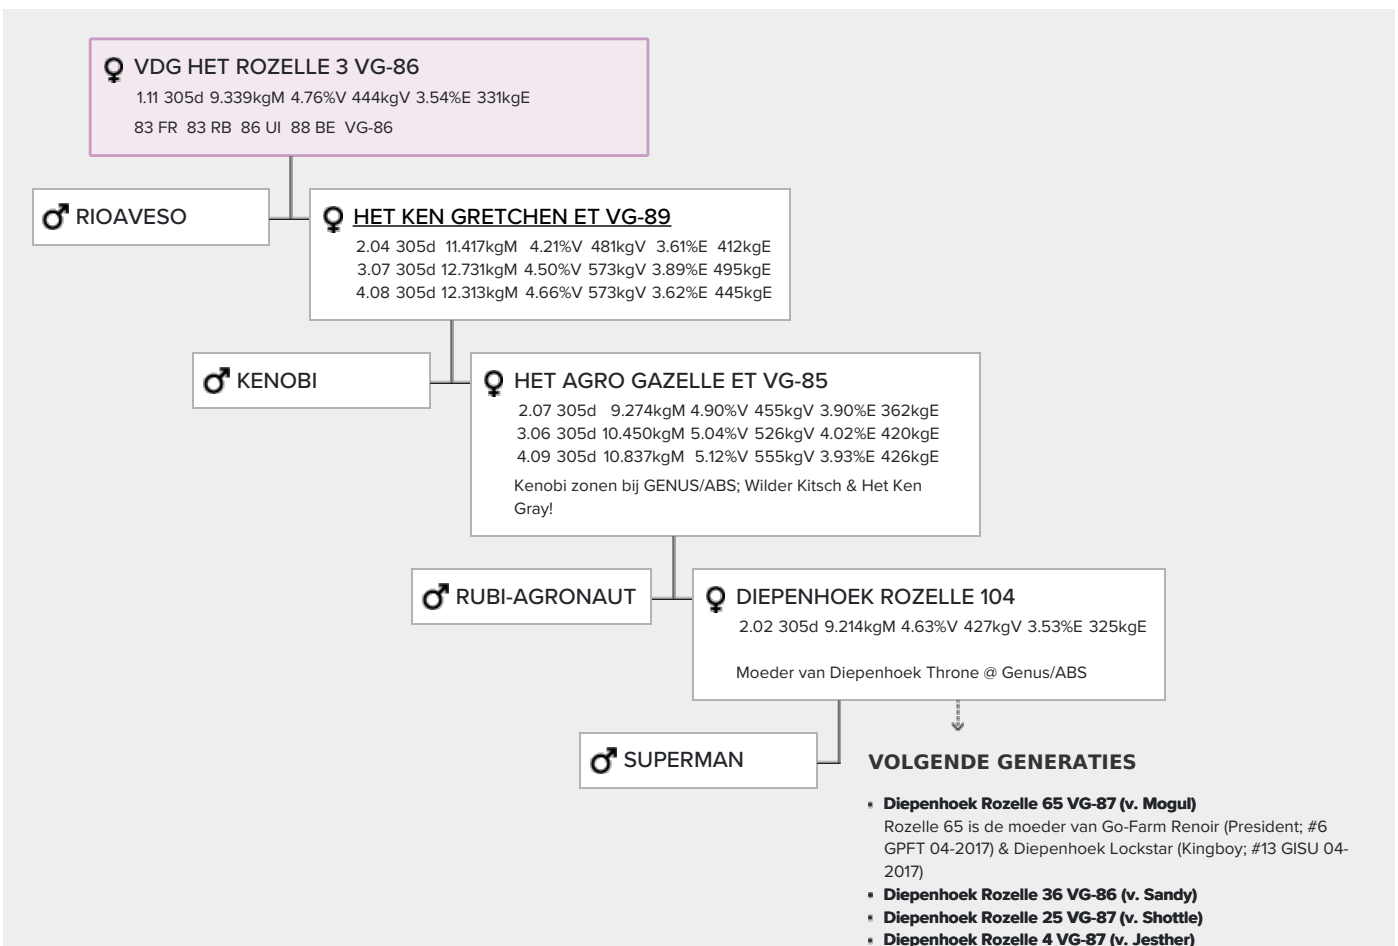 VDG HET ROZELLE 3 VG-86
1.11 305d 9.339kgM 4.76%V 444kgV 3.54%E 331kgE
83 FR 83 RB 86 UI 88 BE VG-86
RIOAVESO
HET KEN GRETCHEN ET VG-89
2.04 305d 11.417kgM 4.21%V 481kgV 3.61%E 412kgE
3.07 305d 12.731kgM 4.50%V 573kgV 3.89%E 495kgE
4.08 305d 12.313kgM 4.66%V 573kgV 3.62%E 445kgE
KENOBI
HET AGRO GAZELLE ET VG-85
2.07 305d 9.274kgM 4.90%V 455kgV 3.90%E 362kgE
3.06 305d 10.450kgM 5.04%V 526kgV 4.02%E 420kgE
4.09 305d 10.837kgM 5.12%V 555kgV 3.93%E 426kgE
Kenobi zonen bij GENUS/ABS; Wilder Kitsch & Het Ken
Gray!
RUBI-AGRONAUT
DIEPENHOEK ROZELLE 104
2.02 305d 9.214kgM 4.63%V 427kgV 3.53%E 325kgE
Moeder van Diepenhoek Throne @ Genus/ABS
SUPERMAN
VOLGENDE GENERATIES
Diepenhoek Rozelle 65 VG-87 (v. Mogul)
Rozelle 65 is de moeder van Go-Farm Renoir (President; #6
GPFT 04-2017) & Diepenhoek Lockstar (Kingboy; #13 GISU 04-
2017)
Diepenhoek Rozelle 36 VG-86 (v. Sandy)
Diepenhoek Rozelle 25 VG-87 (v. Shottle)
Diepenhoek Rozelle 4 VG-87 (v. Jesther)